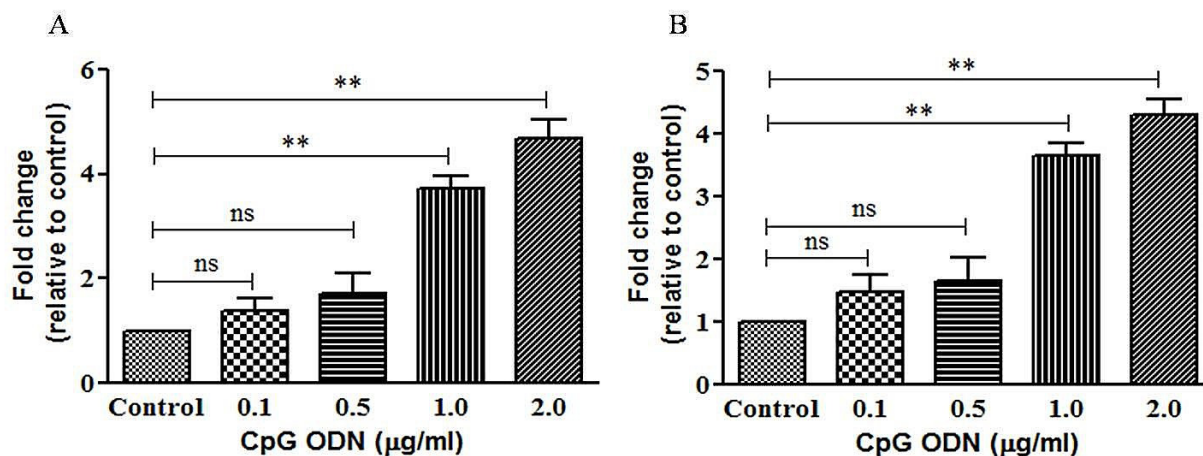 A
Fold change
(relative to control)
6
4
2
0
**
**
ns
ns
Control 0.1 0.5 1.0 2.0
CpG ODN (μg/ml)
B
Fold change
(relative to control)
5
4
3
2
1
0
**
**
ns
ns
Control 0.1 0.5 1.0 2.0
CpG ODN (μg/ml)